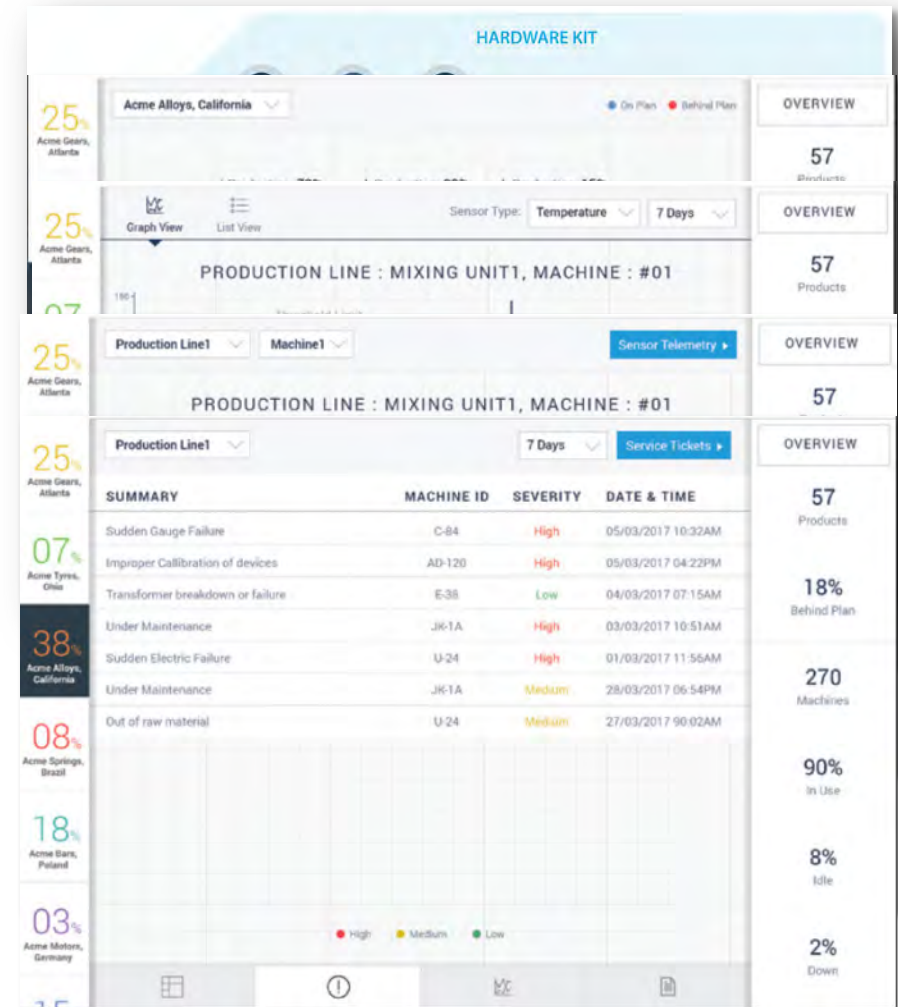 HARDWARE KIT
25%
Acme Gears,
Atlanta
Acme Alloys, California
On Plan
Behind Plan
OVERVIEW
57
Products
25%
Acme Gears,
Atlanta
07
Graph View
List View
Sensor Type:
Temperature
7 Days
PRODUCTION LINE : MIXING UNIT1, MACHINE : #01
OVERVIEW
57
Products
25%
Acme Gears,
Atlanta
Production Line1
Machine1
Sensor Telemetry
PRODUCTION LINE : MIXING UNIT1, MACHINE : #01
OVERVIEW
57
25%
Acme Gears,
Atlanta
07%
Acme Tyres,
Ohio
38%
Acme Alloys,
California
08%
Acme Springs,
Brazil
18%
Acme Bars,
Poland
03%
Acme Motors,
Germany
Production Line1
7 Days
Service Tickets
SUMMARY MACHINE ID SEVERITY DATE & TIME
Sudden Gauge Failure C-84 High 05/03/2017 10:32AM
Improper Callibration of devices AD-120 High 05/03/2017 04:22PM
Transformer breakdown or failure E-38 Low 04/03/2017 07:15AM
Under Maintenance JK-1A High 03/03/2017 10:51AM
Sudden Electric Failure U-24 High 01/03/2017 11:56AM
Under Maintenance JK-1A Medium 28/03/2017 06:54PM
Out of raw material U-24 Medium 27/03/2017 90:02AM
High
Medium
Low
OVERVIEW
57
Products
18%
Behind Plan
270
Machines
90%
In Use
8%
Idle
2%
Down